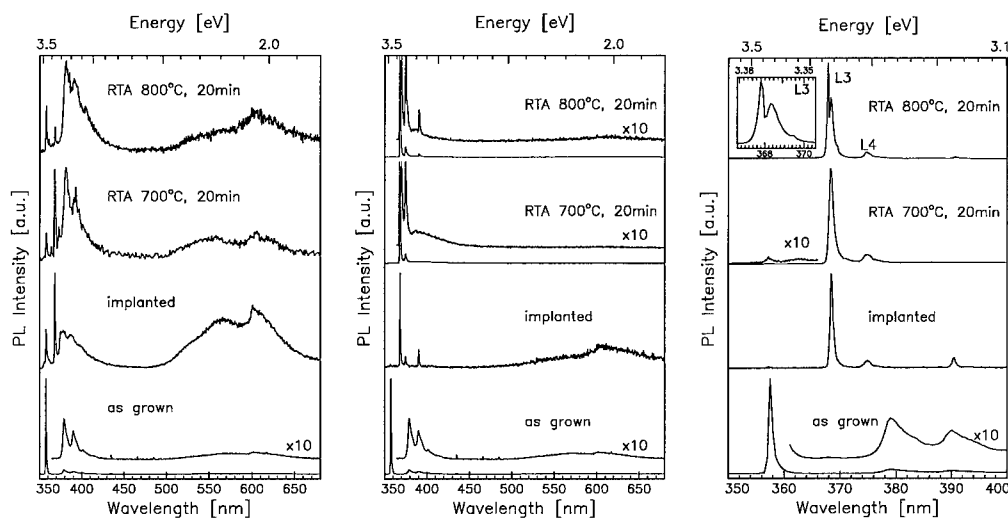 Energy [eV]
3.5
2.0
PL Intensity [a.u.]
RTA 800°C, 20min
RTA 700°C, 20min
implanted
as grown
x10
350 400 450 500 550 600 650
Wavelength [nm]
Energy [eV]
3.5
2.0
PL Intensity [a.u.]
RTA 800°C, 20min
x10
RTA 700°C, 20min
x10
implanted
as grown
x10
350 400 450 500 550 600 650
Wavelength [nm]
Energy [eV]
3.5
3.1
PL Intensity [a.u.]
3.38
3.35
L3
368
370
L3
RTA 800°C, 20min
L4
RTA 700°C, 20min
x10
implanted
as grown
x10
350 360 370 380 390 400
Wavelength [nm]